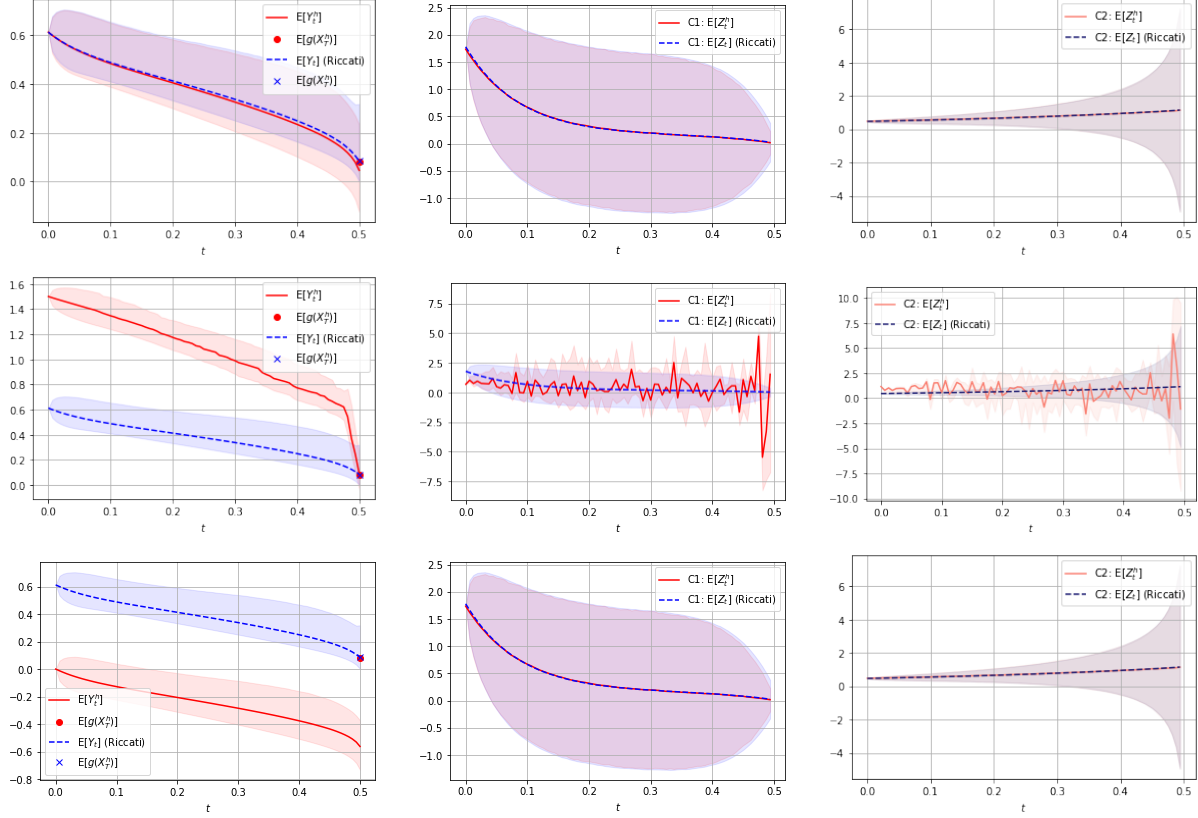 0.6
0.4
0.2
0.0
0.0 0.1 0.2 0.3 0.4 0.5
t
E[Y_t^h]
E[g(X_T^h)]
E[Y_t] (Riccati)
E[g(X_T^h)]
2.5
2.0
1.5
1.0
0.5
0.0
−0.5
−1.0
0.0 0.1 0.2 0.3 0.4 0.5
t
C1: E[Z_t^h]
C1: E[Z_t] (Riccati)
6
4
2
0
−2
−4
0.0 0.1 0.2 0.3 0.4 0.5
t
C2: E[Z_t^h]
C2: E[Z_t] (Riccati)
1.6
1.4
1.2
1.0
0.8
0.6
0.4
0.2
0.0
0.0 0.1 0.2 0.3 0.4 0.5
t
E[Y_t^h]
E[g(X_T^h)]
E[Y_t] (Riccati)
E[g(X_T^h)]
7.5
5.0
2.5
0.0
−2.5
−5.0
−7.5
0.0 0.1 0.2 0.3 0.4 0.5
t
C1: E[Z_t^h]
C1: E[Z_t] (Riccati)
10.0
7.5
5.0
2.5
0.0
−2.5
−5.0
−7.5
−10.0
0.0 0.1 0.2 0.3 0.4 0.5
t
C2: E[Z_t^h]
C2: E[Z_t] (Riccati)
0.6
0.4
0.2
0.0
−0.2
−0.4
−0.6
−0.8
0.0 0.1 0.2 0.3 0.4 0.5
t
E[Y_t^h]
E[g(X_T^h)]
E[Y_t] (Riccati)
E[g(X_T^h)]
2.5
2.0
1.5
1.0
0.5
0.0
−0.5
−1.0
0.0 0.1 0.2 0.3 0.4 0.5
t
C1: E[Z_t^h]
C1: E[Z_t] (Riccati)
6
4
2
0
−2
−4
0.0 0.1 0.2 0.3 0.4 0.5
t
C2: E[Z_t^h]
C2: E[Z_t] (Riccati)